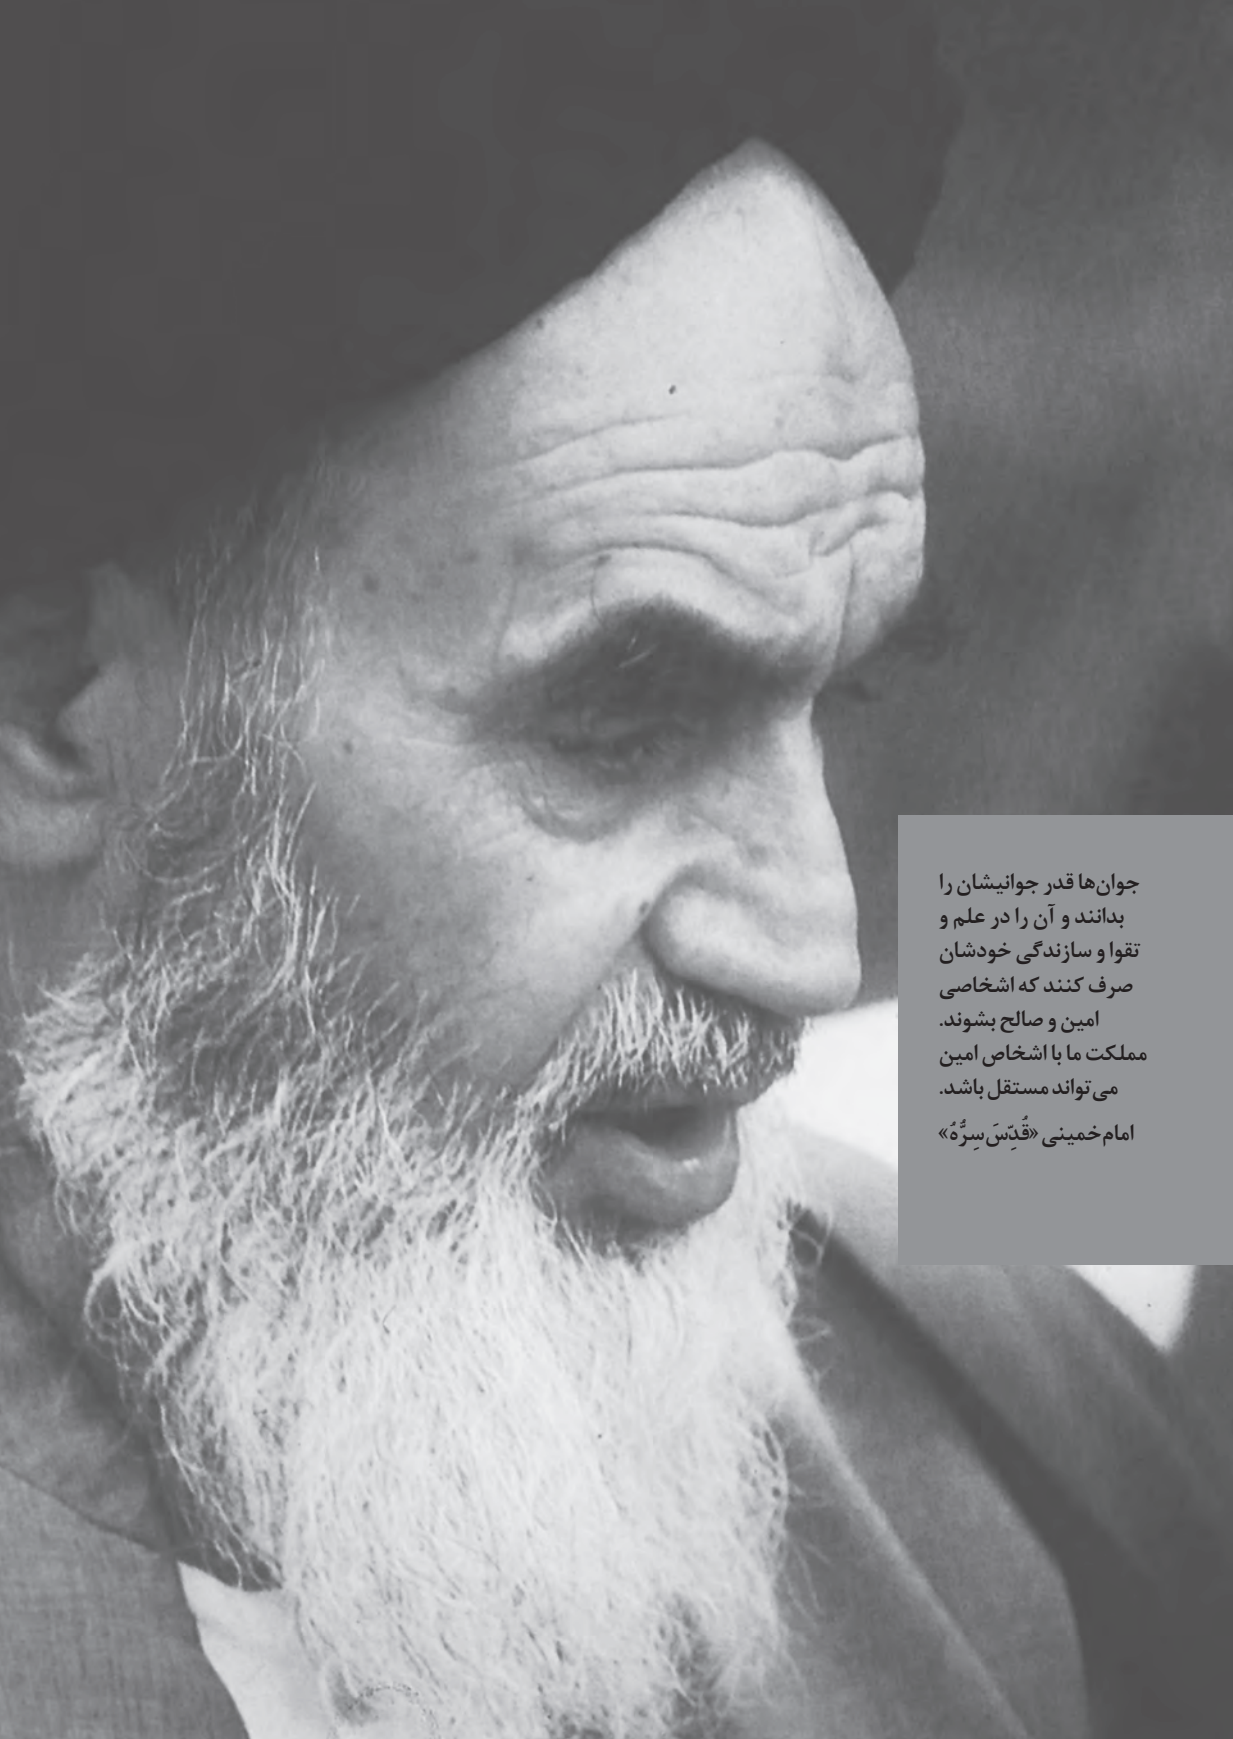 جوان‌ها قدر جوانیشان را
بدانند و آن را در علم و
تقوا و سازندگی خودشان
صرف کنند که اشخاصی
امین و صالح بشوند.
مملکت ما با اشخاص امین
می‌تواند مستقل باشد.
امام خمینی «قُدِّسَ سِرُّهُ»